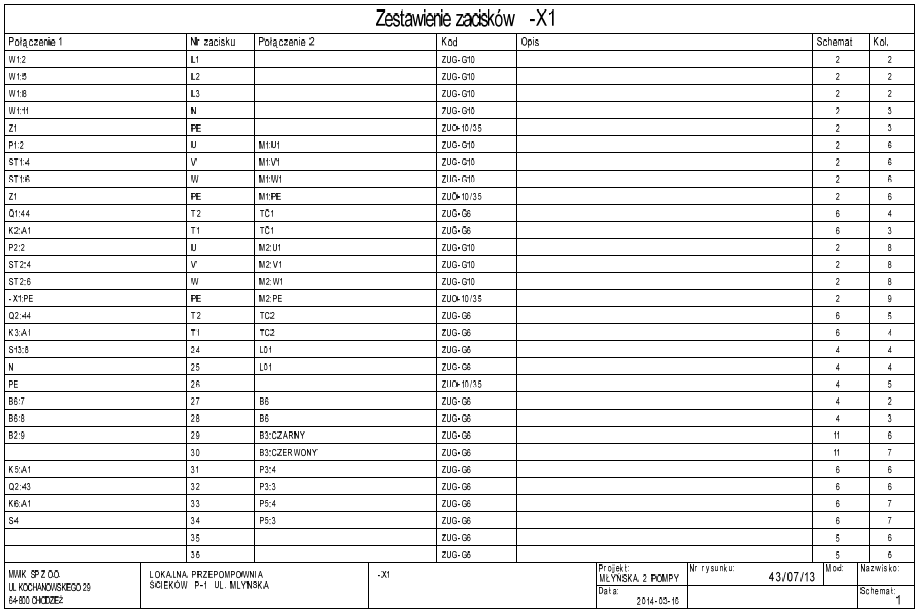 Zestawienie zacisków -X1
Połączenie 1 Nr zacisku Połączenie 2 Kod Opis Schemat Kol.
W1:2 L1 ZUG-G10 2 2
W1:5 L2 ZUG-G10 2 2
W1:8 L3 ZUG-G10 2 2
W1:11 N ZUG-G10 2 3
Z1 PE ZUO-10/35 2 3
P1:2 U M1:U1 ZUG-G10 2 6
ST1:4 V M1:V1 ZUG-G10 2 6
ST1:6 W M1:W1 ZUG-G10 2 6
Z1 PE M1:PE ZUO-10/35 2 6
Q1:44 T2 TC1 ZUG-G6 6 4
K2:A1 T1 TC1 ZUG-G6 6 3
P2:2 U M2:U1 ZUG-G10 2 8
ST2:4 V M2:V1 ZUG-G10 2 8
ST2:6 W M2:W1 ZUG-G10 2 8
-X1:PE PE M2:PE ZUO-10/35 2 9
Q2:44 T2 TC2 ZUG-G6 6 5
K3:A1 T1 TC2 ZUG-G6 6 4
S13:6 24 L01 ZUG-G6 4 4
N 25 L01 ZUG-G6 4 4
PE 26 ZUO-10/35 4 5
B6:7 27 B6 ZUG-G6 4 2
B6:8 28 B6 ZUG-G6 4 3
B2:9 29 B3:CZARNY ZUG-G6 11 6
30 B3:CZERWONY ZUG-G6 11 7
K5:A1 31 P3:4 ZUG-G6 6 6
Q2:43 32 P3:3 ZUG-G6 6 6
K6:A1 33 P5:4 ZUG-G6 6 7
S4 34 P5:3 ZUG-G6 6 7
35 ZUG-G6 5 6
36 ZUG-G6 5 6
MWIK SP.Z O.O.
UL KOCHANOWSKIEGO 29
64-800 CHODZIEŻ
LOKALNA PRZEPOMPOWNIA
ŚCIEKÓW P-1 UL. MŁYŃSKA
-X1
Projekt:
MŁYŃSKA. 2 POMPY
Data:
2014-03-16
Nr rysunku:
43/07/13
Mod:
Nazwisko:
Schemat:
1